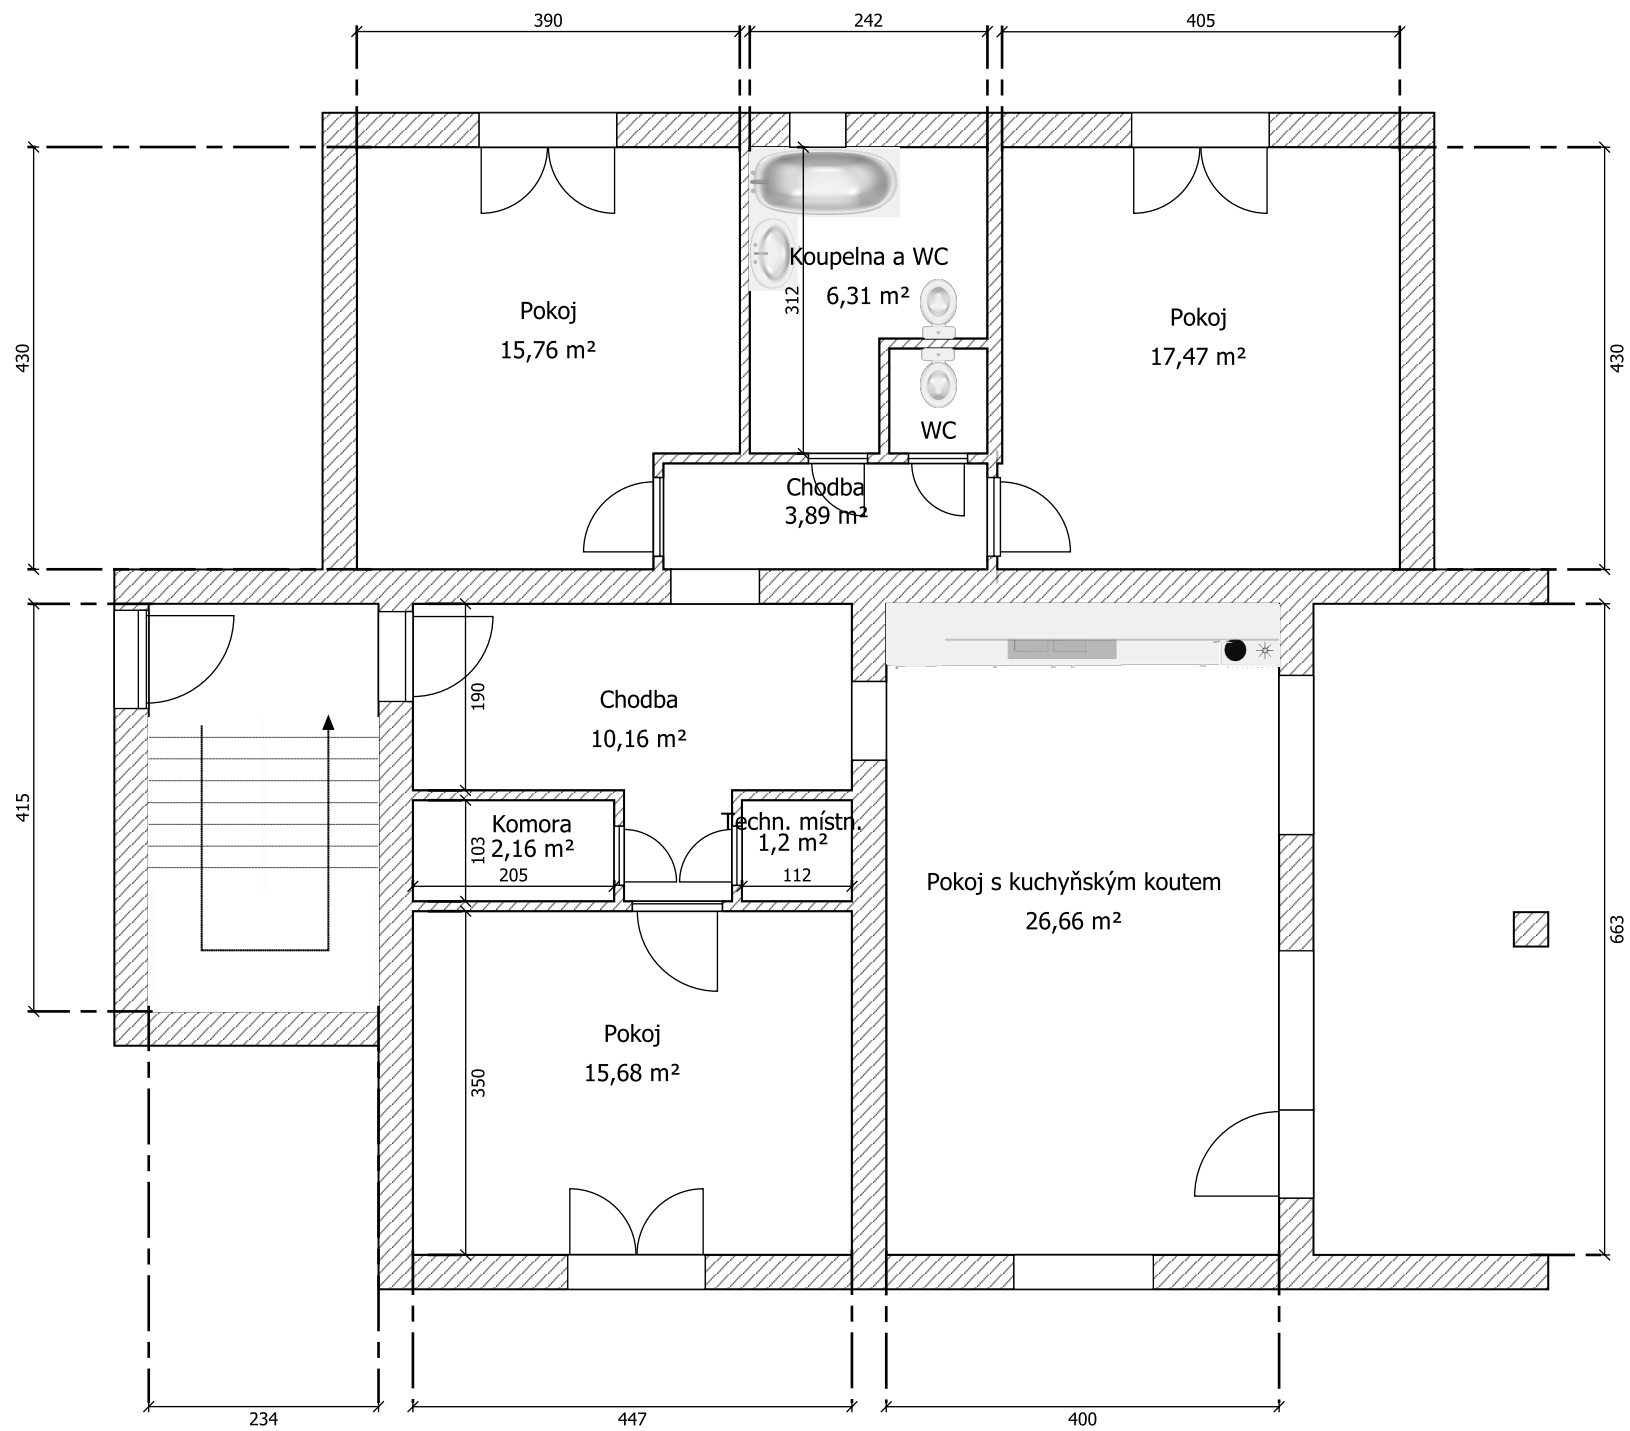 390
242
405
430
Pokoj
15,76 m²
Koupelna a WC
6,31 m²
312
WC
Pokoj
17,47 m²
430
Chodba
3,89 m²
415
190
Chodba
10,16 m²
Komora
2,16 m²
103
205
Techn. místn.
1,2 m²
112
Pokoj s kuchyňským koutem
26,66 m²
663
Pokoj
15,68 m²
350
234
447
400